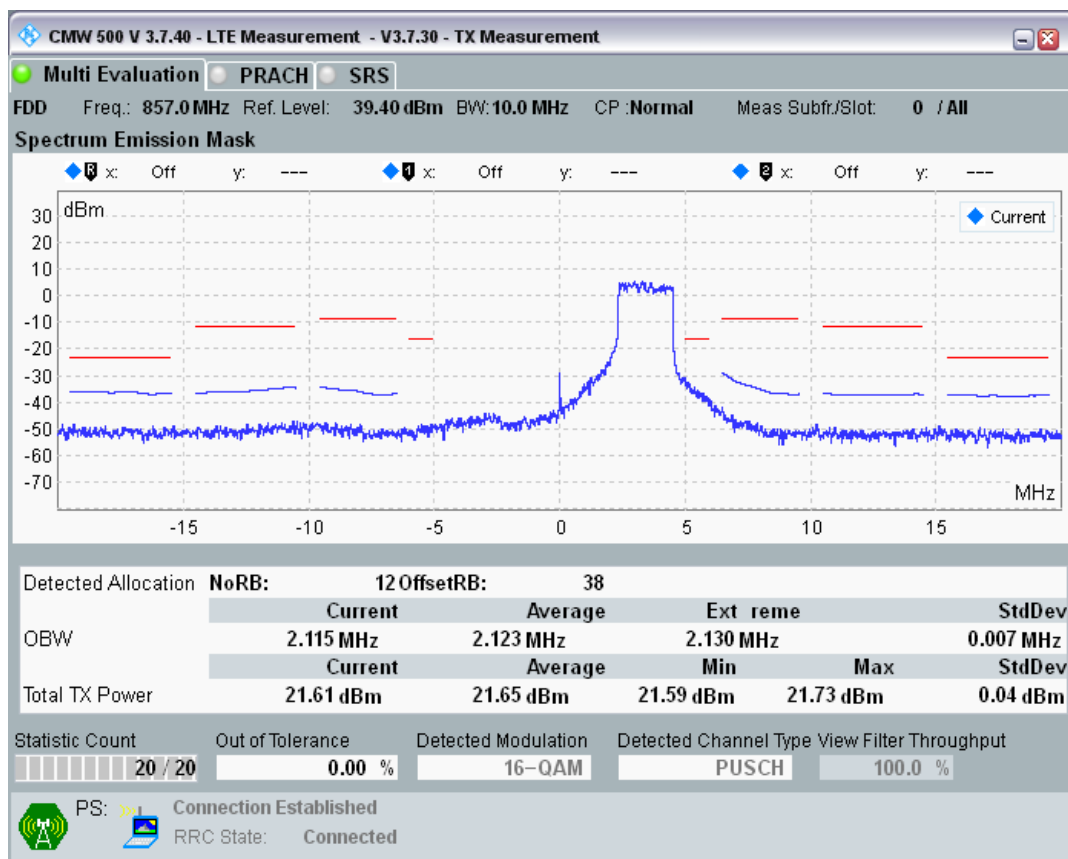 CMW 500 V 3.7.40 - LTE Measurement - V3.7.30 - TX Measurement
Multi Evaluation PRACH SRS
FDD Freq.: 857.0 MHz Ref. Level: 39.40 dBm BW: 10.0 MHz CP :Normal Meas Subfr./Slot: 0 / All
Spectrum Emission Mask
R x: Off y: --- 1 x: Off y: --- 2 x: Off y: ---
dBm
Current
30
20
10
0
-10
-20
-30
-40
-50
-60
-70
MHz
-15 -10 -5 0 5 10 15
Detected Allocation NoRB: 12 OffsetRB: 38
Current Average Ext reme StdDev
OBW 2.115 MHz 2.123 MHz 2.130 MHz 0.007 MHz
Current Average Min Max StdDev
Total TX Power 21.61 dBm 21.65 dBm 21.59 dBm 21.73 dBm 0.04 dBm
Statistic Count Out of Tolerance Detected Modulation Detected Channel Type View Filter Throughput
20 / 20 0.00 % 16-QAM PUSCH 100.0 %
PS: Connection Established
RRC State: Connected